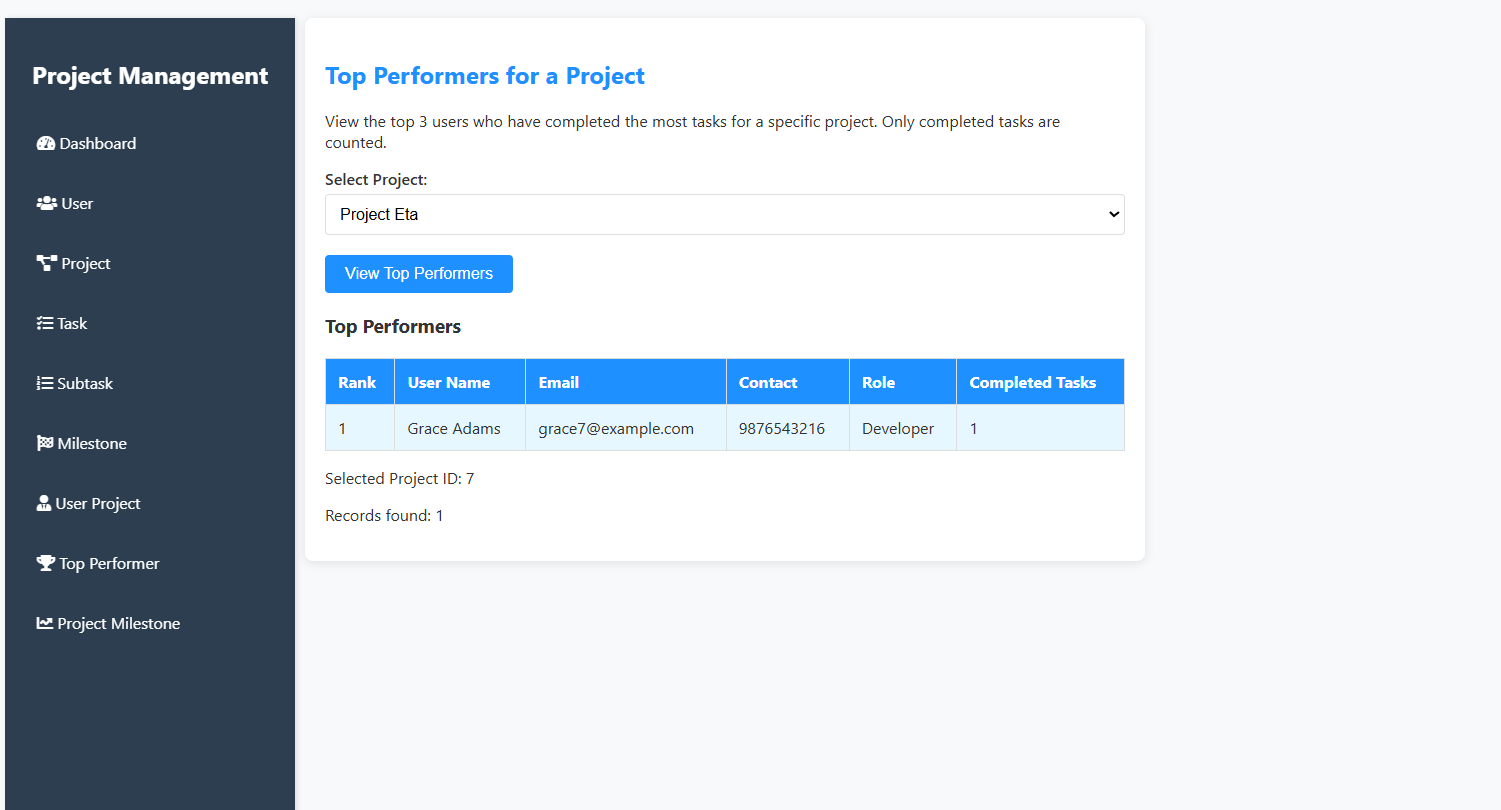 Project Management
Dashboard
User
Project
Task
Subtask
Milestone
User Project
Top Performer
Project Milestone
Top Performers for a Project
View the top 3 users who have completed the most tasks for a specific project. Only completed tasks are
counted.
Select Project:
Project Eta
View Top Performers
Top Performers
Rank User Name Email Contact Role Completed Tasks
1 Grace Adams grace7@example.com 9876543216 Developer 1
Selected Project ID: 7
Records found: 1